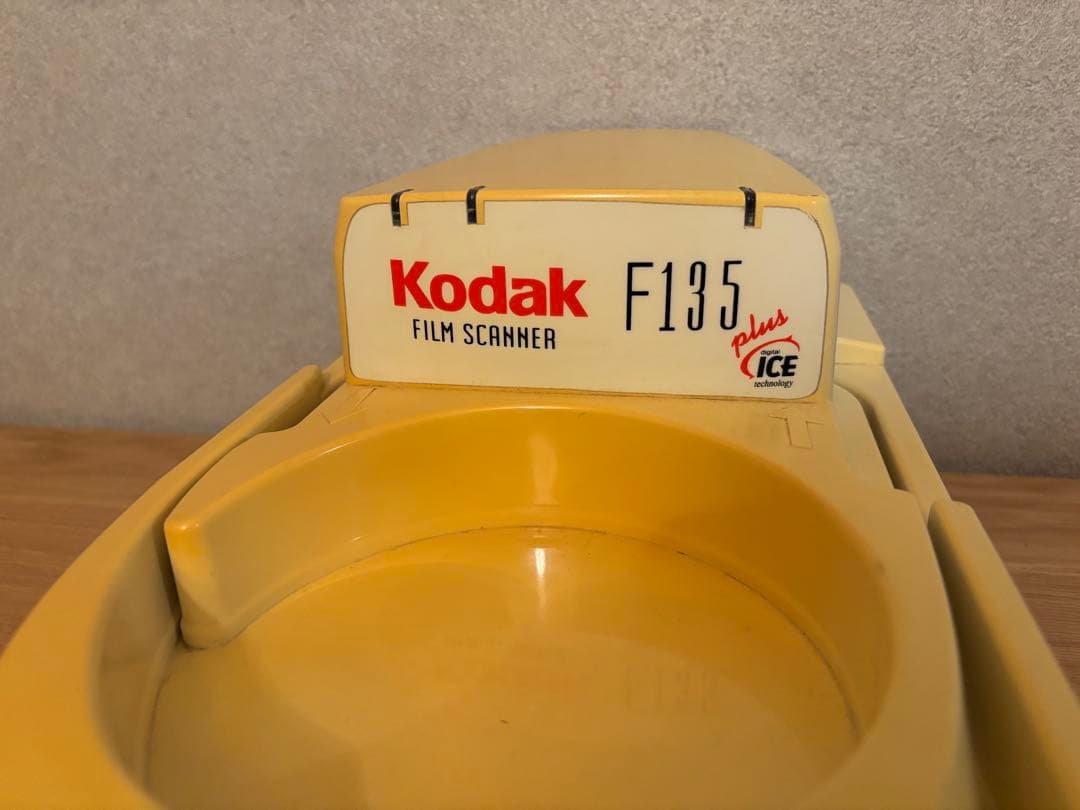 Kodak F135
FILM SCANNER
plus
digital
ICE
technology